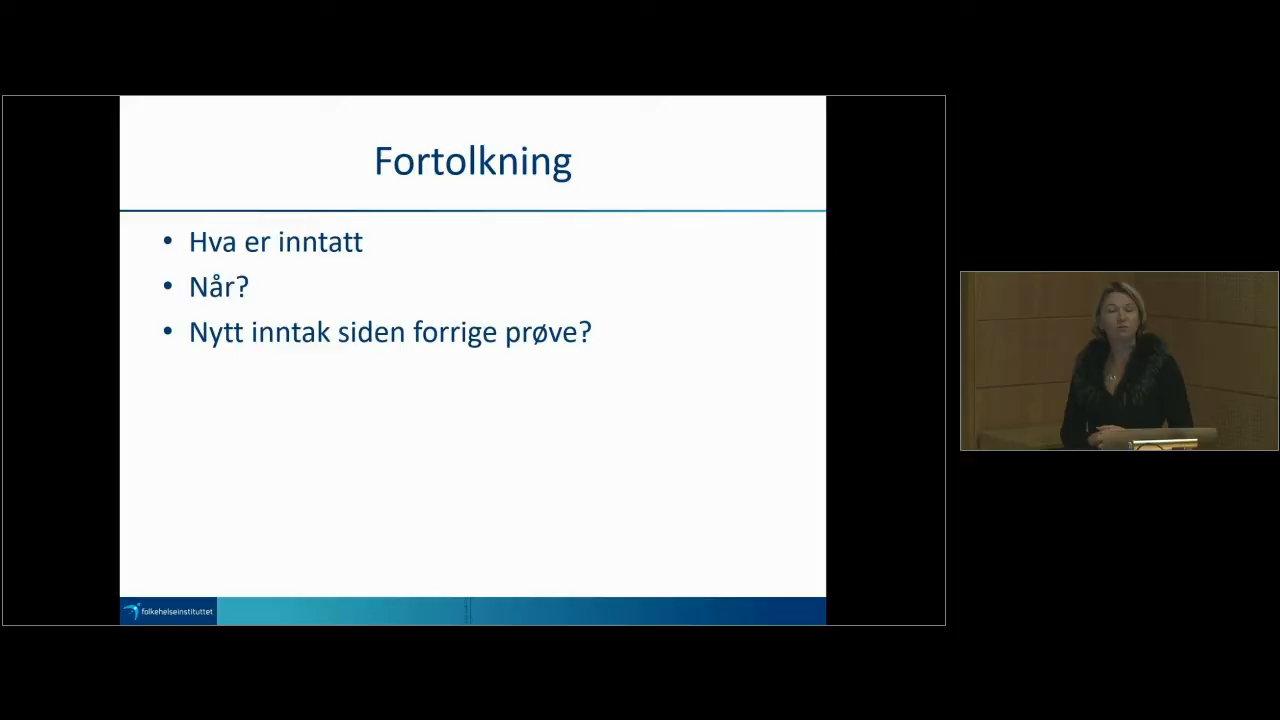 Fortolkning
• Hva er inntatt
• Når?
• Nytt inntak siden forrige prøve?
folkehelseinstituttet